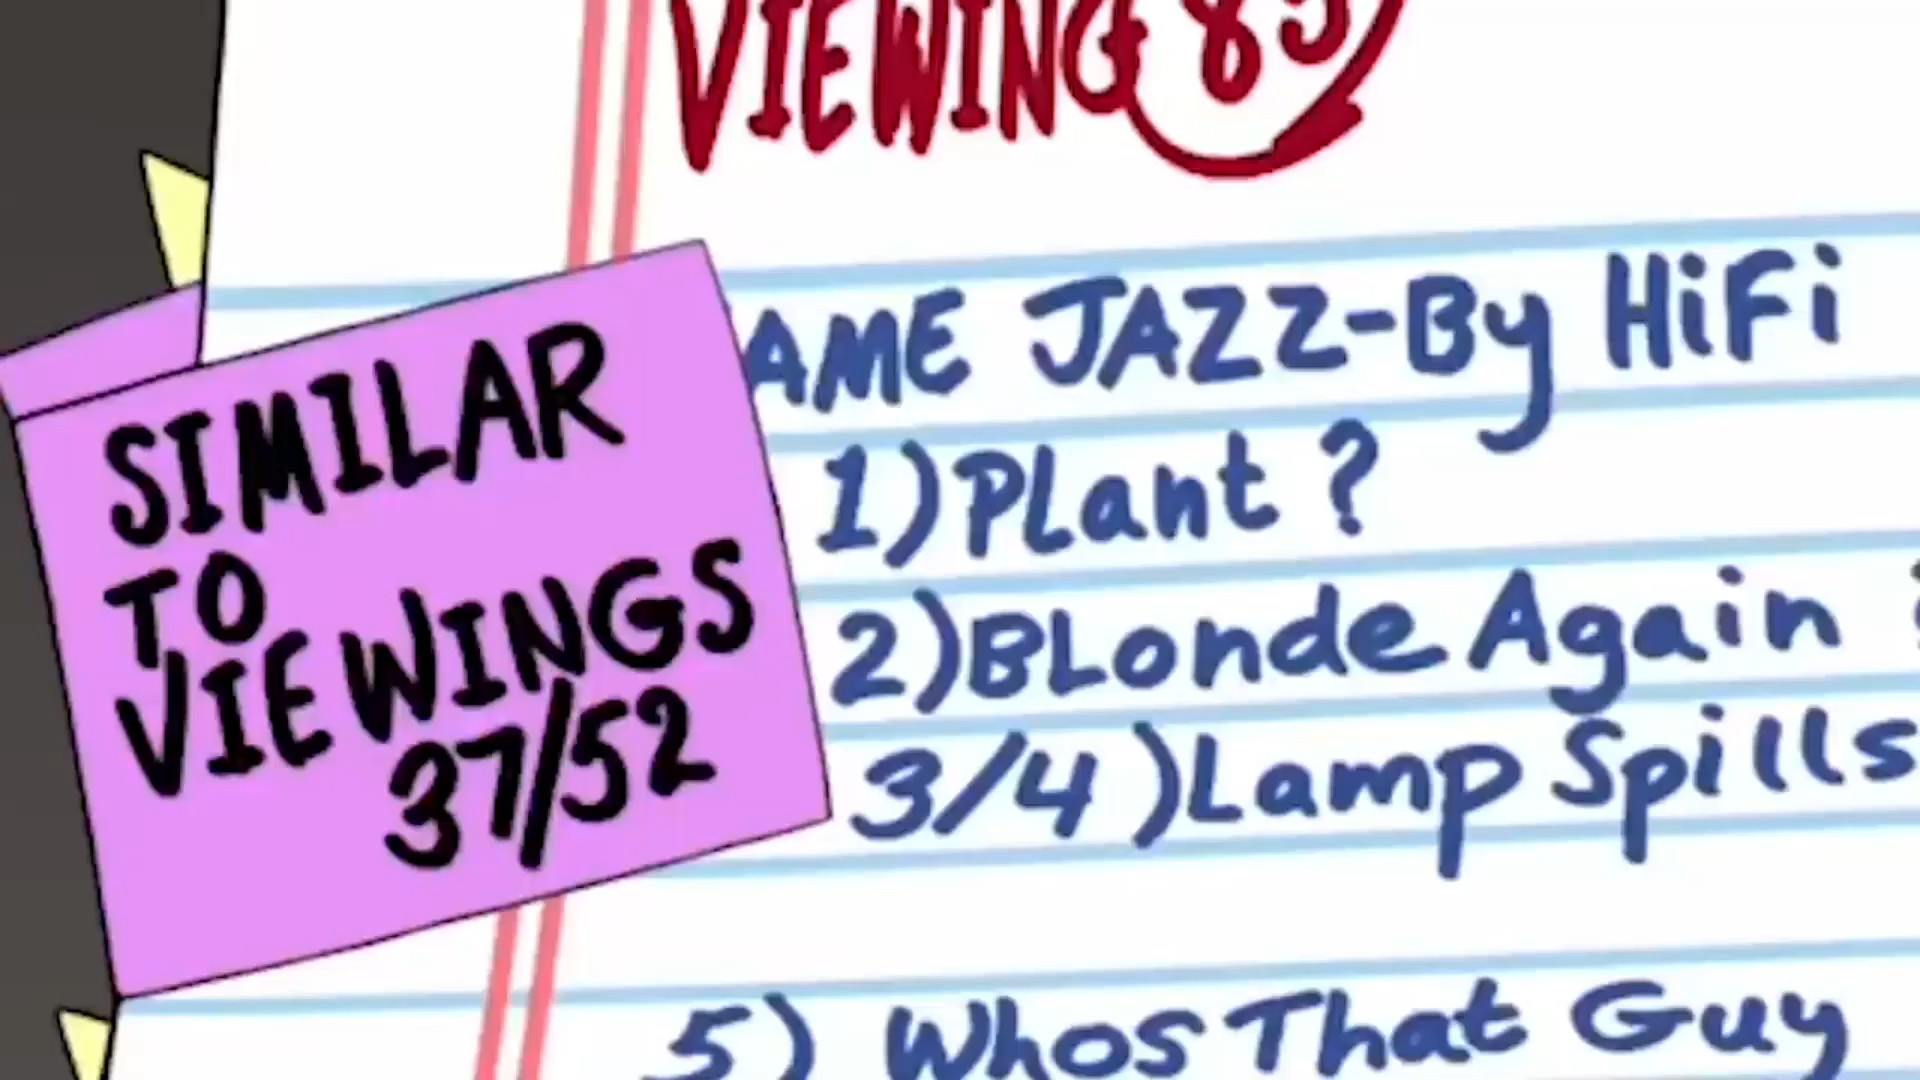 VIEWING
SIMILAR
TO
VIEWINGS
37/52
AME JAZZ-By HiFi
1) PLant ?
2) BLonde Again
3/4) Lamp Spills
5) Whos That Guy